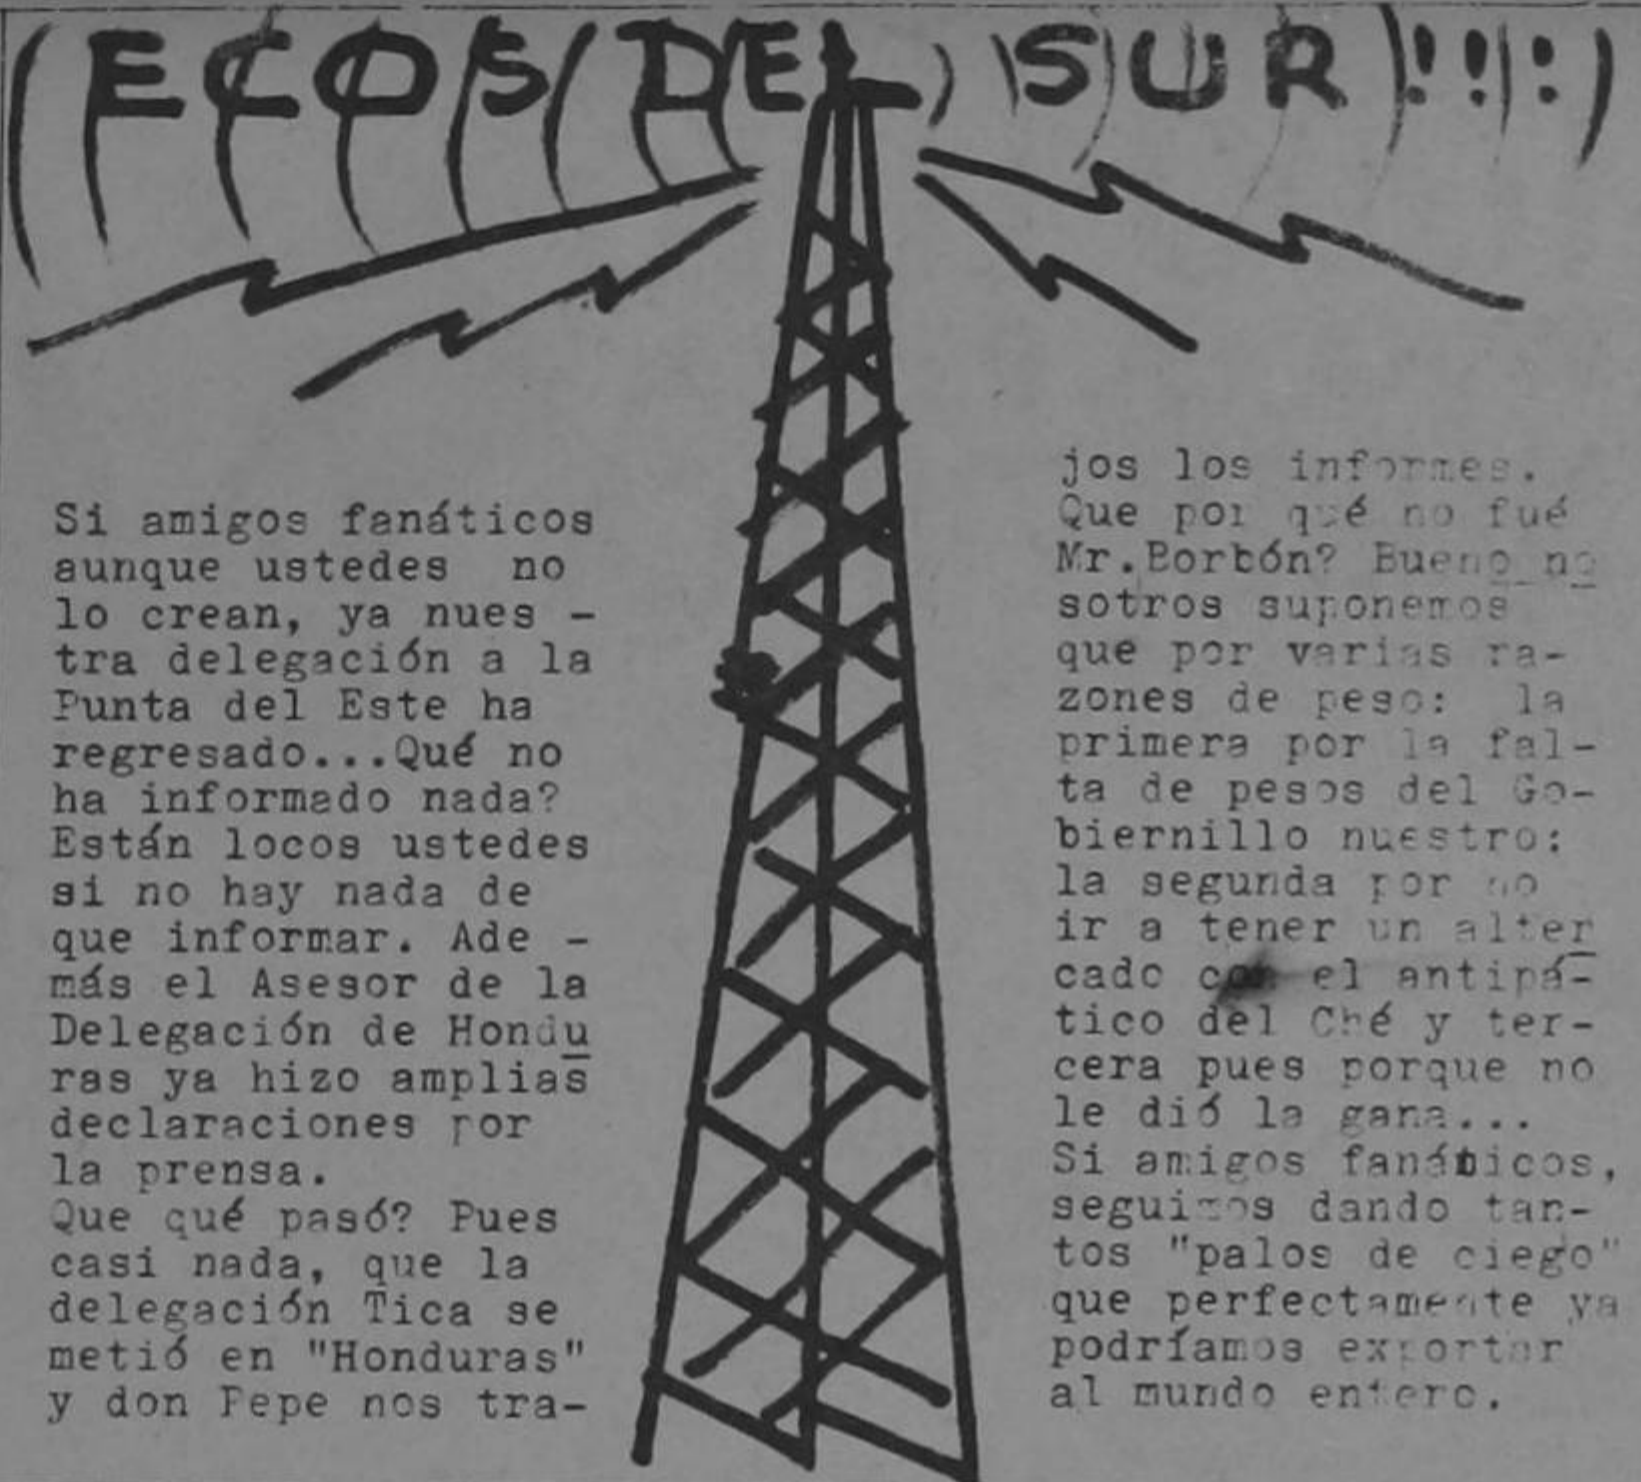 ECOS DEL SUR!!!
Si amigos fanáticos
aunque ustedes no
lo crean, ya nues -
tra delegación a la
Punta del Este ha
regresado...Qué no
ha informado nada?
Están locos ustedes
si no hay nada de
que informar. Ade -
más el Asesor de la
Delegación de Hondu
ras ya hizo amplias
declaraciones por
la prensa.
Que qué pasó? Pues
casi nada, que la
delegación Tica se
metió en "Honduras"
y don Pepe nos tra-
jos los informes.
Que por qué no fué
Mr.Borbón? Bueno no
sotros suponemos
que por varias ra-
zones de peso: la
primera por la fal-
ta de pesos del Go-
biernillo nuestro:
la segunda por no
ir a tener un alter
cado con el antipá-
tico del Ché y ter-
cera pues porque no
le dió la gana...
Si amigos fanáticos,
seguimos dando tan-
tos "palos de ciego"
que perfectamente ya
podríamos exportar
al mundo entero.